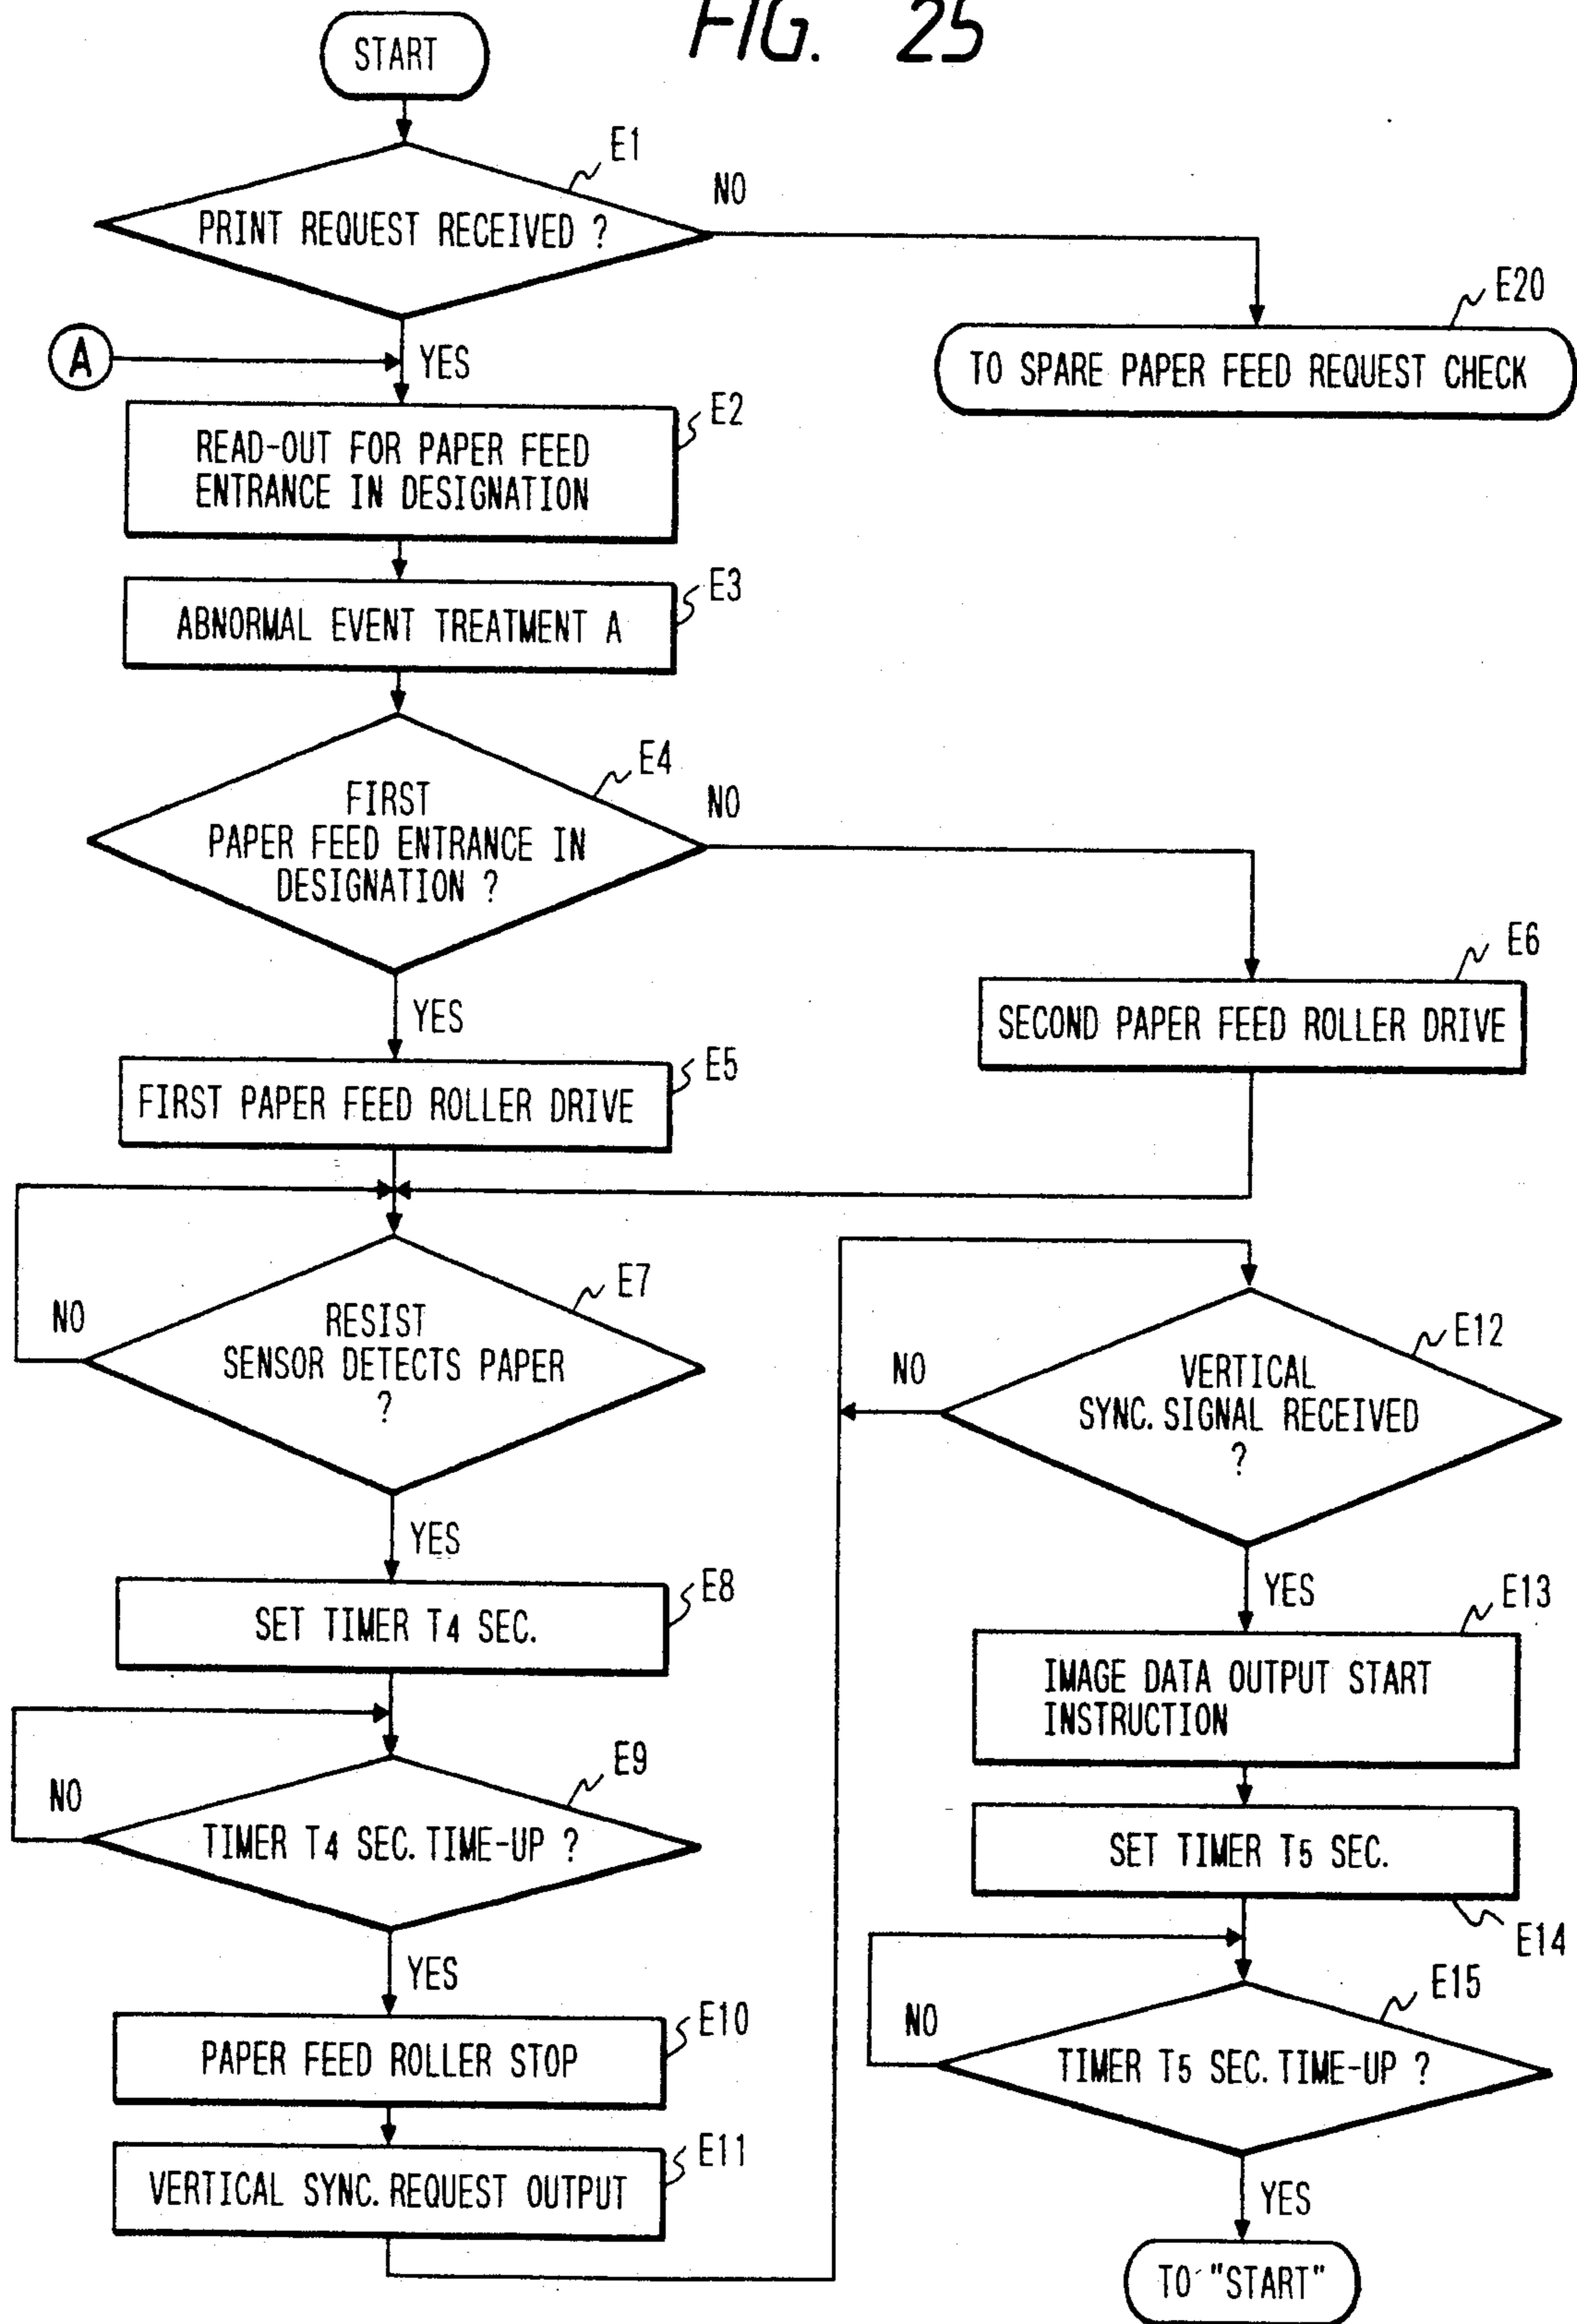 FIG. 25
START
E1
NO
PRINT REQUEST RECEIVED ?
E20
A
YES
TO SPARE PAPER FEED REQUEST CHECK
E2
READ-OUT FOR PAPER FEED
ENTRANCE IN DESIGNATION
E3
ABNORMAL EVENT TREATMENT A
E4
NO
FIRST
PAPER FEED ENTRANCE IN
DESIGNATION ?
E6
YES
SECOND PAPER FEED ROLLER DRIVE
E5
FIRST PAPER FEED ROLLER DRIVE
E7
NO
RESIST
SENSOR DETECTS PAPER
?
YES
E8
SET TIMER T4 SEC.
E9
NO
TIMER T4 SEC. TIME-UP ?
YES
E10
PAPER FEED ROLLER STOP
E11
VERTICAL SYNC. REQUEST OUTPUT
E12
NO
VERTICAL
SYNC. SIGNAL RECEIVED
?
YES
E13
IMAGE DATA OUTPUT START
INSTRUCTION
SET TIMER T5 SEC.
E14
E15
NO
TIMER T5 SEC. TIME-UP ?
YES
TO "START"